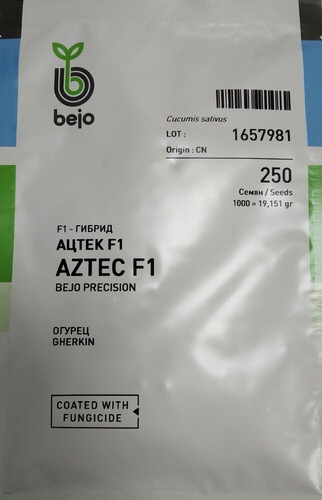 bejo
Cucumis sativus
LOT : 1657981
Origin : CN
250
Семян / Seeds
1000 = 19,151 gr
F1 - ГИБРИД
АЦТЕК F1
AZTEC F1
BEJO PRECISION
ОГУРЕЦ
GHERKIN
COATED WITH
FUNGICIDE